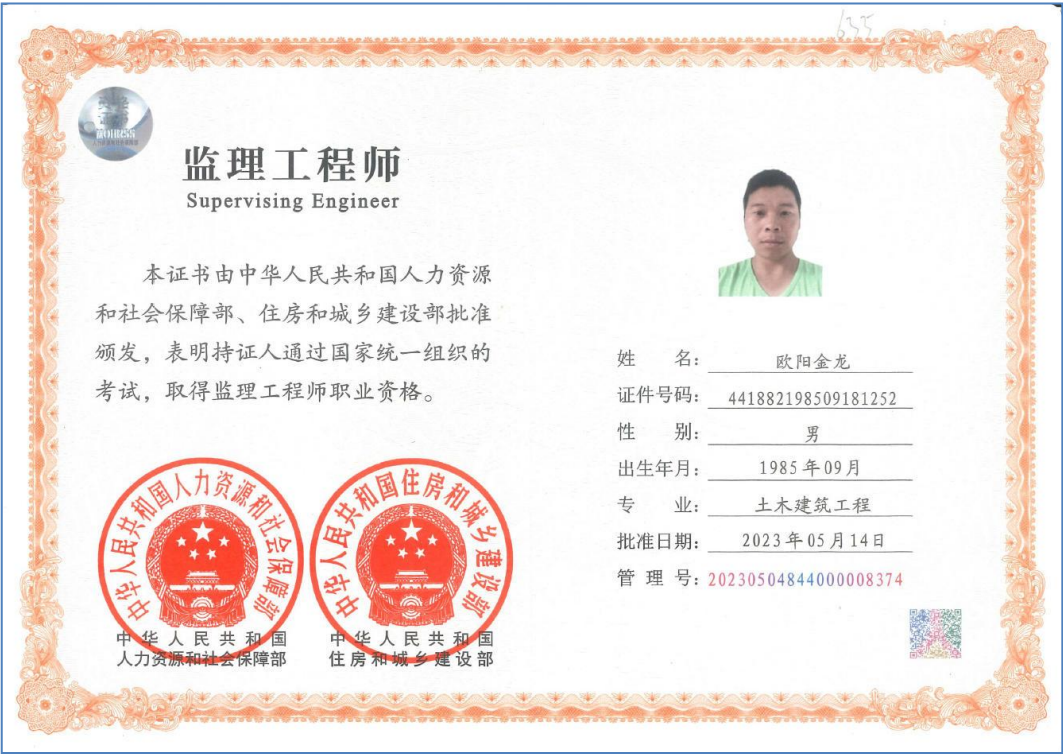 635
监理工程师
Supervising Engineer
本证书由中华人民共和国人力资源
和社会保障部、住房和城乡建设部批准
颁发，表明持证人通过国家统一组织的
考试，取得监理工程师职业资格。
中华人民共和国人力资源和社会保障部
中华人民共和国
人力资源和社会保障部
中华人民共和国住房和城乡建设部
中华人民共和国
住房和城乡建设部
姓 名：欧阳金龙
证件号码：441882198509181252
性 别：男
出生年月：1985年09月
专 业：土木建筑工程
批准日期：2023年05月14日
管 理 号：20230504844000008374